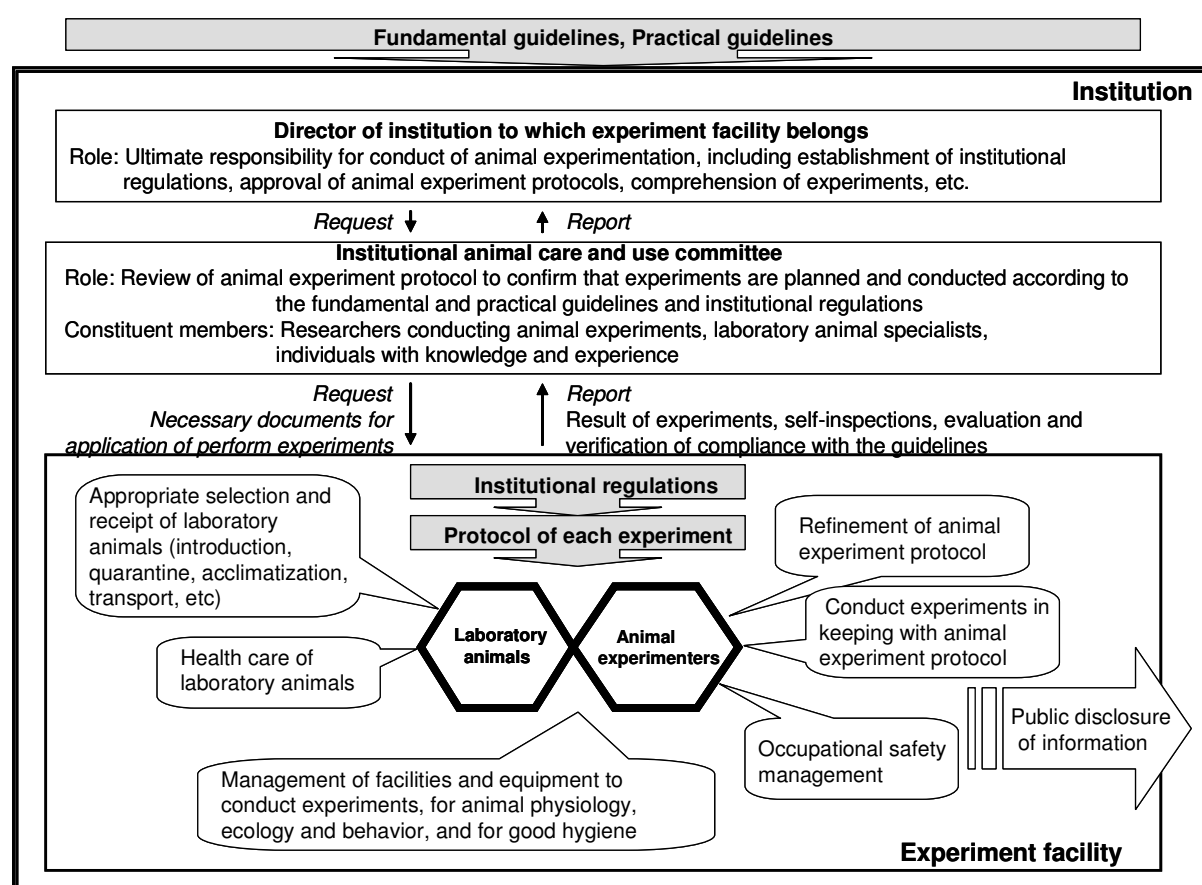 Fundamental guidelines, Practical guidelines
Institution
Director of institution to which experiment facility belongs
Role: Ultimate responsibility for conduct of animal experimentation, including establishment of institutional
regulations, approval of animal experiment protocols, comprehension of experiments, etc.
Request
Report
Institutional animal care and use committee
Role: Review of animal experiment protocol to confirm that experiments are planned and conducted according to
the fundamental and practical guidelines and institutional regulations
Constituent members: Researchers conducting animal experiments, laboratory animal specialists,
individuals with knowledge and experience
Request
Necessary documents for
application of perform experiments
Report
Result of experiments, self-inspections, evaluation and
verification of compliance with the guidelines
Institutional regulations
Protocol of each experiment
Appropriate selection and
receipt of laboratory
animals (introduction,
quarantine, acclimatization,
transport, etc)
Refinement of animal
experiment protocol
Laboratory
animals
Animal
experimenters
Conduct experiments in
keeping with animal
experiment protocol
Health care of
laboratory animals
Public disclosure
of information
Occupational safety
management
Management of facilities and equipment to
conduct experiments, for animal physiology,
ecology and behavior, and for good hygiene
Experiment facility